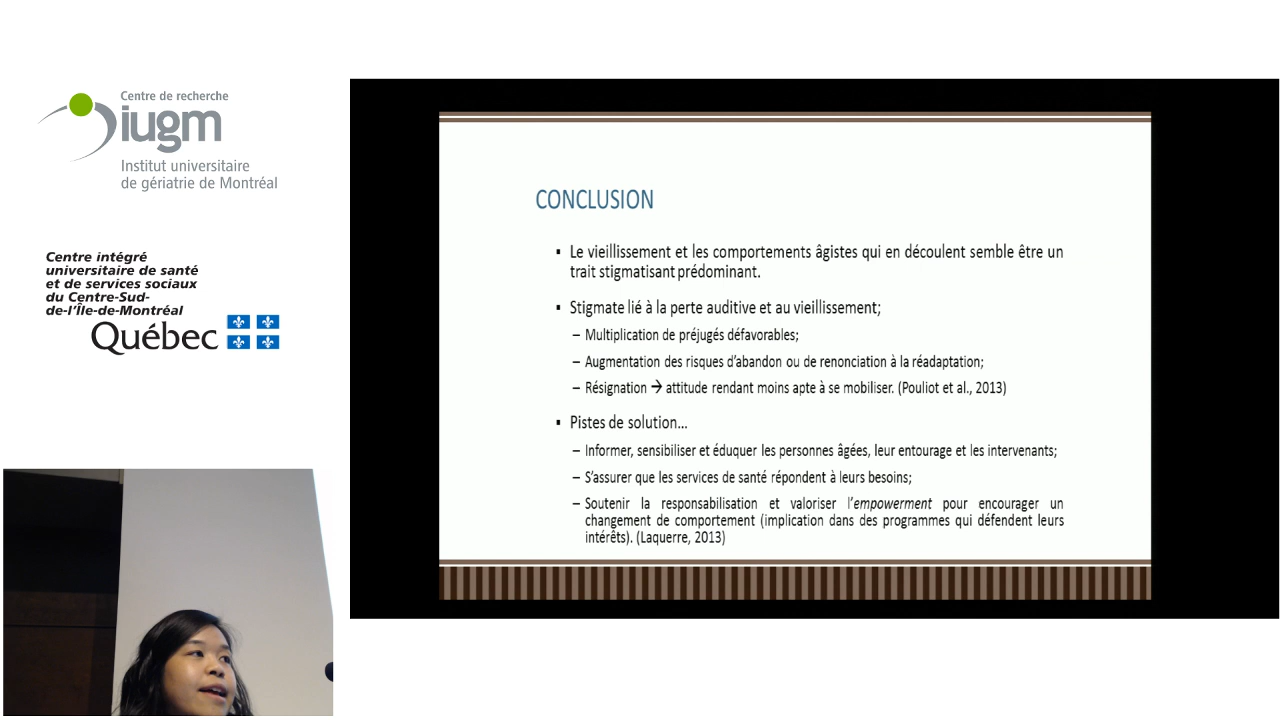 Centre de recherche
iugm
Institut universitaire
de gériatrie de Montréal
Centre intégré
universitaire de santé
et de services sociaux
du Centre-Sud-
de-l'Île-de-Montréal
Québec
CONCLUSION
▪ Le vieillissement et les comportements âgistes qui en découlent semble être un
trait stigmatisant prédominant.
▪ Stigmate lié à la perte auditive et au vieillissement;
– Multiplication de préjugés défavorables;
– Augmentation des risques d'abandon ou de renonciation à la réadaptation;
– Résignation → attitude rendant moins apte à se mobiliser. (Pouliot et al., 2013)
▪ Pistes de solution…
– Informer, sensibiliser et éduquer les personnes âgées, leur entourage et les intervenants;
– S'assurer que les services de santé répondent à leurs besoins;
– Soutenir la responsabilisation et valoriser l'empowerment pour encourager un
changement de comportement (implication dans des programmes qui défendent leurs
intérêts). (Laquerre, 2013)